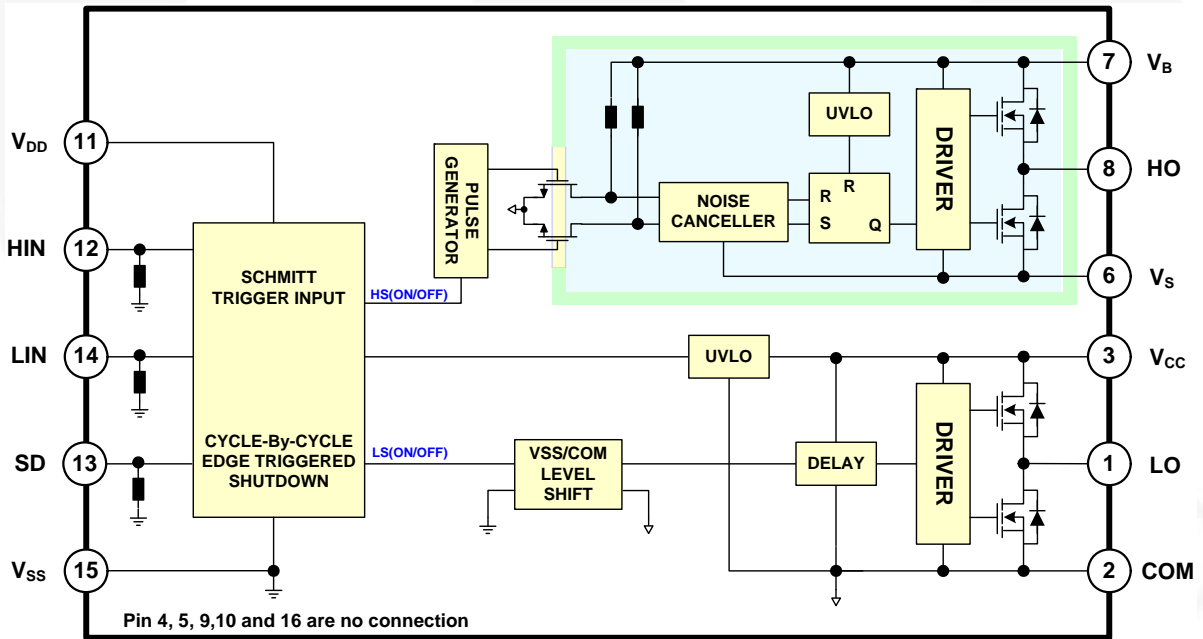 7
V_B
UVLO
V_DD
11
DRIVER
PULSE
GENERATOR
8
HO
R
R
S
Q
NOISE
CANCELLER
HIN
12
SCHMITT
TRIGGER INPUT
HS(ON/OFF)
6
V_S
LIN
14
UVLO
3
V_CC
CYCLE-By-CYCLE
EDGE TRIGGERED
SHUTDOWN
LS(ON/OFF)
VSS/COM
LEVEL
SHIFT
DELAY
DRIVER
SD
13
1
LO
V_SS
15
2
COM
Pin 4, 5, 9,10 and 16 are no connection